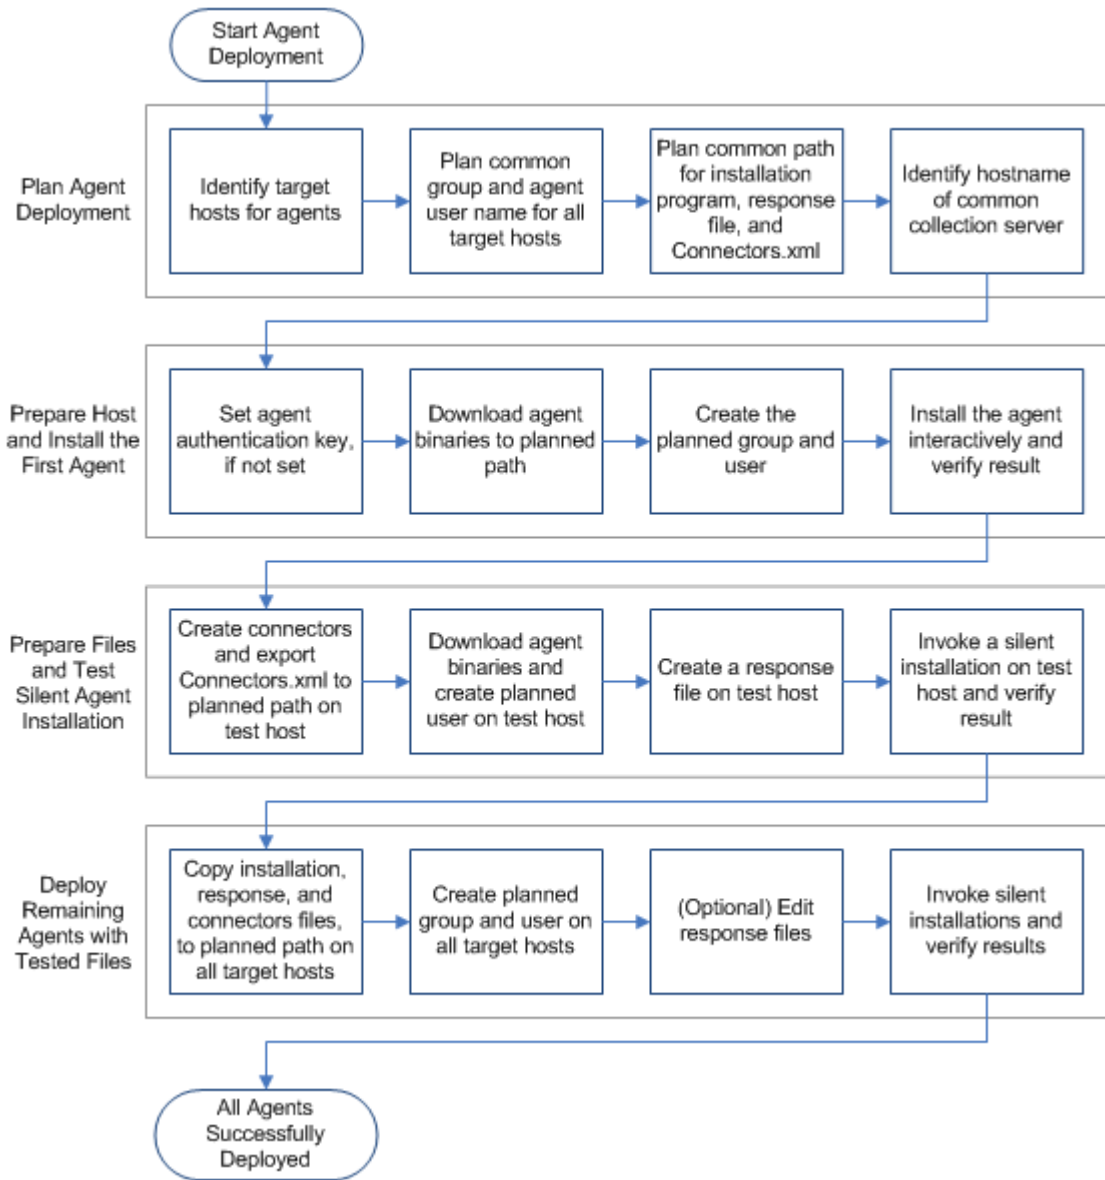 Start Agent
Deployment
Plan Agent
Deployment
Identify target
hosts for agents
Plan common
group and agent
user name for all
target hosts
Plan common path
for installation
program, response
file, and
Connectors.xml
Identify hostname
of common
collection server
Prepare Host
and Install the
First Agent
Set agent
authentication key,
if not set
Download agent
binaries to planned
path
Create the
planned group and
user
Install the agent
interactively and
verify result
Prepare Files
and Test
Silent Agent
Installation
Create connectors
and export
Connectors.xml to
planned path on
test host
Download agent
binaries and
create planned
user on test host
Create a response
file on test host
Invoke a silent
installation on test
host and verify
result
Deploy
Remaining
Agents with
Tested Files
Copy installation,
response, and
connectors files,
to planned path on
all target hosts
Create planned
group and user on
all target hosts
(Optional) Edit
response files
Invoke silent
installations and
verify results
All Agents
Successfully
Deployed